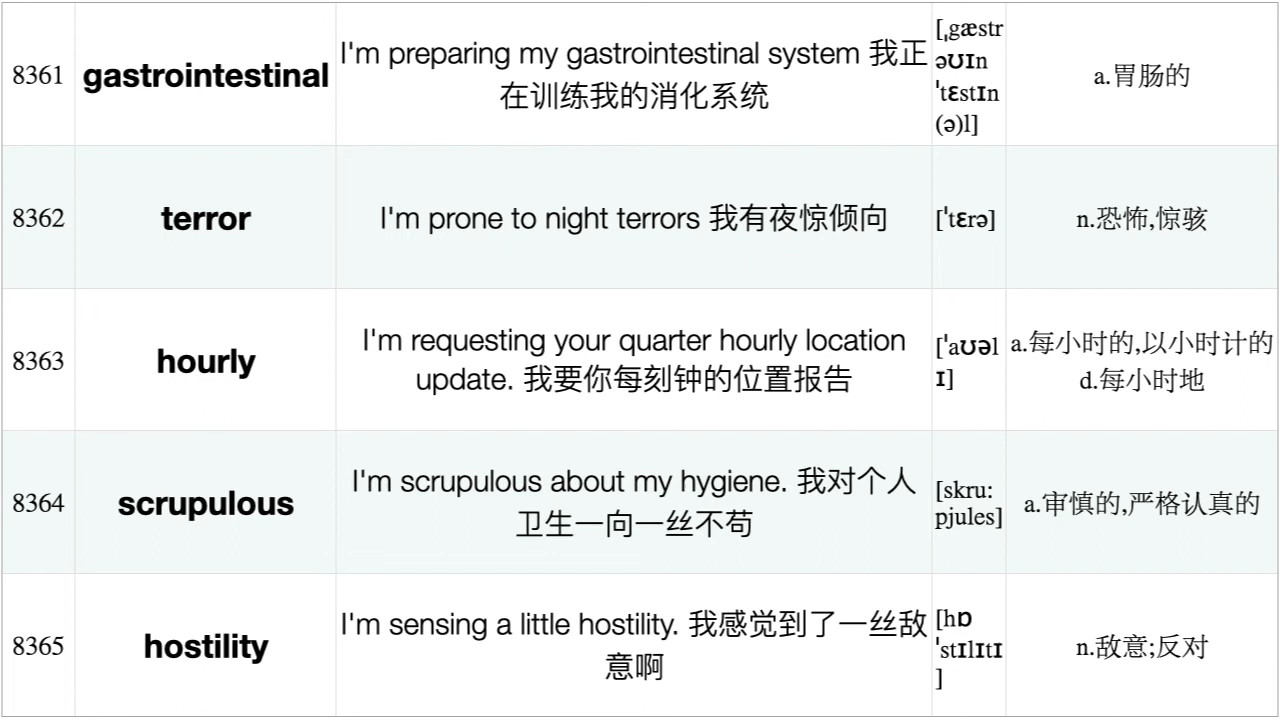 8361
gastrointestinal
I'm preparing my gastrointestinal system 我正
在训练我的消化系统
[ˌgæstr
əʊɪn
ˈtɛstɪn
(ə)l]
a.胃肠的
8362
terror
I'm prone to night terrors 我有夜惊倾向
[ˈtɛrə]
n.恐怖,惊骇
8363
hourly
I'm requesting your quarter hourly location
update. 我要你每刻钟的位置报告
[ˈaʊəl
ɪ]
a.每小时的,以小时计的
d.每小时地
8364
scrupulous
I'm scrupulous about my hygiene. 我对个人
卫生一向一丝不苟
[skru:
pjules]
a.审慎的,严格认真的
8365
hostility
I'm sensing a little hostility. 我感觉到了一丝敌
意啊
[hɒ
ˈstɪlɪtɪ
]
n.敌意;反对